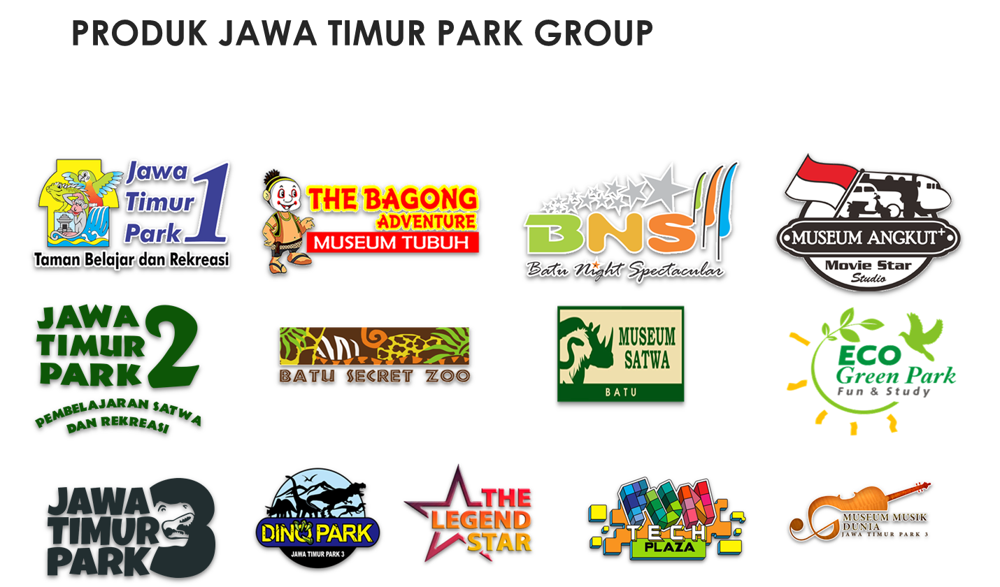 PRODUK JAWA TIMUR PARK GROUP
Jawa
Timur
Park 1
Taman Belajar dan Rekreasi
THE BAGONG
ADVENTURE
MUSEUM TUBUH
BNS
Batu Night Spectacular
MUSEUM ANGKUT+
Movie Star
Studio
JAWA
TIMUR
PARK 2
PEMBELAJARAN SATWA
DAN REKREASI
BATU SECRET ZOO
MUSEUM
SATWA
BATU
ECO
Green Park
Fun & Study
JAWA
TIMUR
PARK 3
DINO PARK
JAWA TIMUR PARK 3
THE
LEGEND
STAR
FUN
TECH
PLAZA
MUSEUM MUSIK
DUNIA
JAWA TIMUR PARK 3